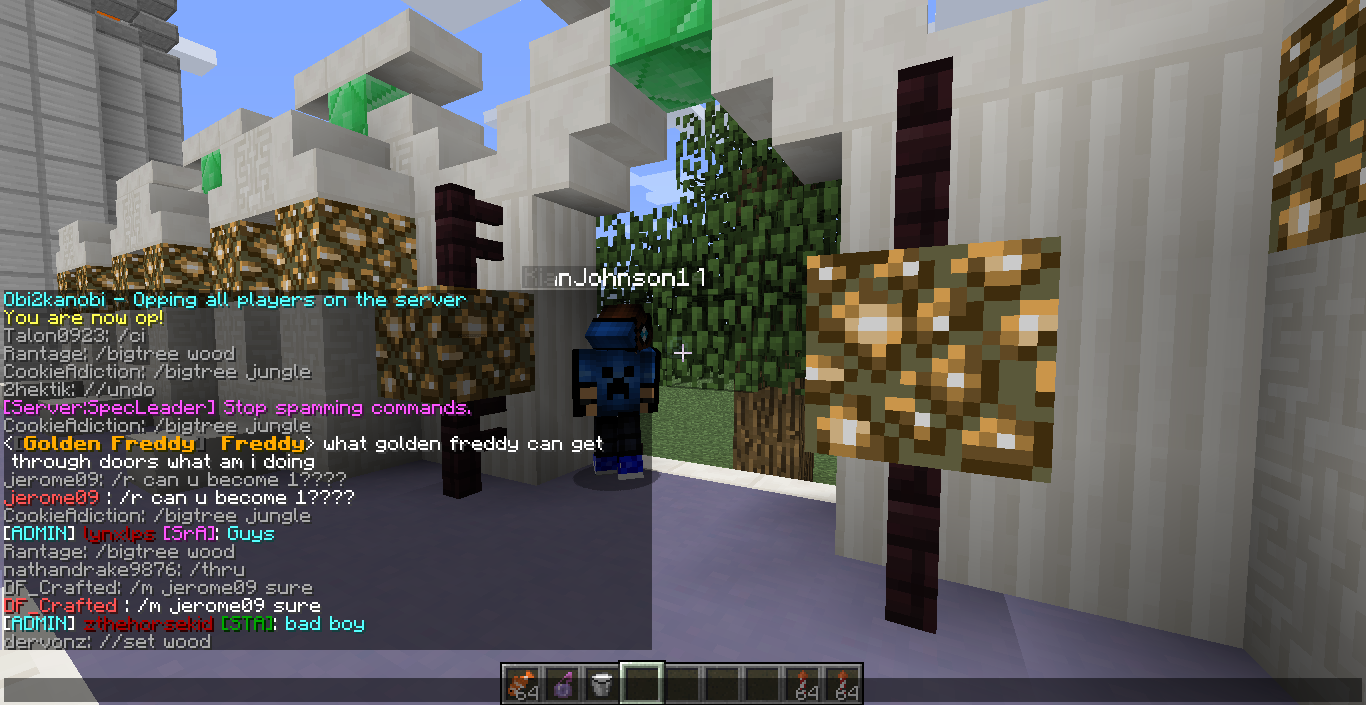 KianJohnson11
Obi2kanobi - Opping all players on the server
You are now op!
Talon0923: /ci
Rantage: /bigtree wood
CookieAdiction: /bigtree jungle
Zhektik: //undo
[Server:SpecLeader] Stop spamming commands.
CookieAdiction: /bigtree jungle
<[Golden Freddy] Freddy> what golden freddy can get
through doors what am i doing
jerome09: /r can u become 1????
jerome09 : /r can u become 1????
CookieAdiction: /bigtree jungle
[ADMIN] lynxlps [SrA]: Guys
Rantage: /bigtree wood
nathandrake9876: /thru
DF_Crafted: /m jerome09 sure
DF_Crafted : /m jerome09 sure
[ADMIN] zthehorsekid [STA]: bad boy
dervonz: //set wood
64 64 64